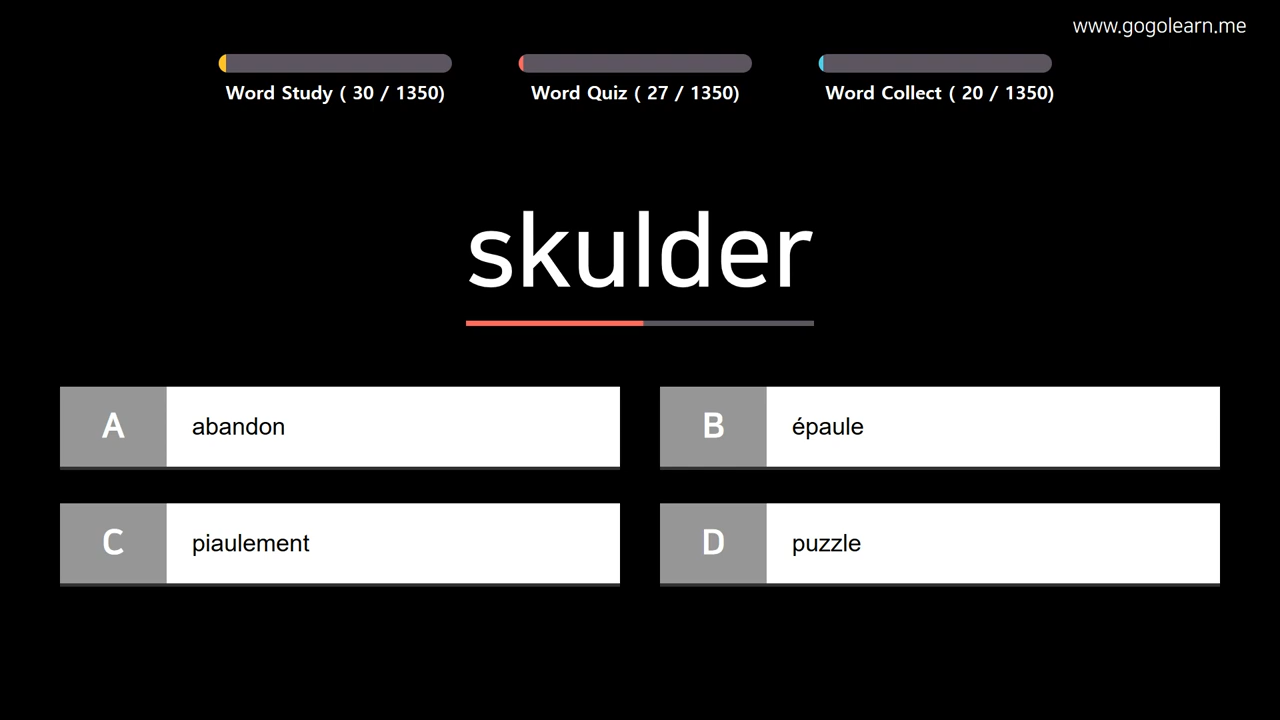 www.gogolearn.me
Word Study ( 30 / 1350)
Word Quiz ( 27 / 1350)
Word Collect ( 20 / 1350)
skulder
A abandon
B épaule
C piaulement
D puzzle